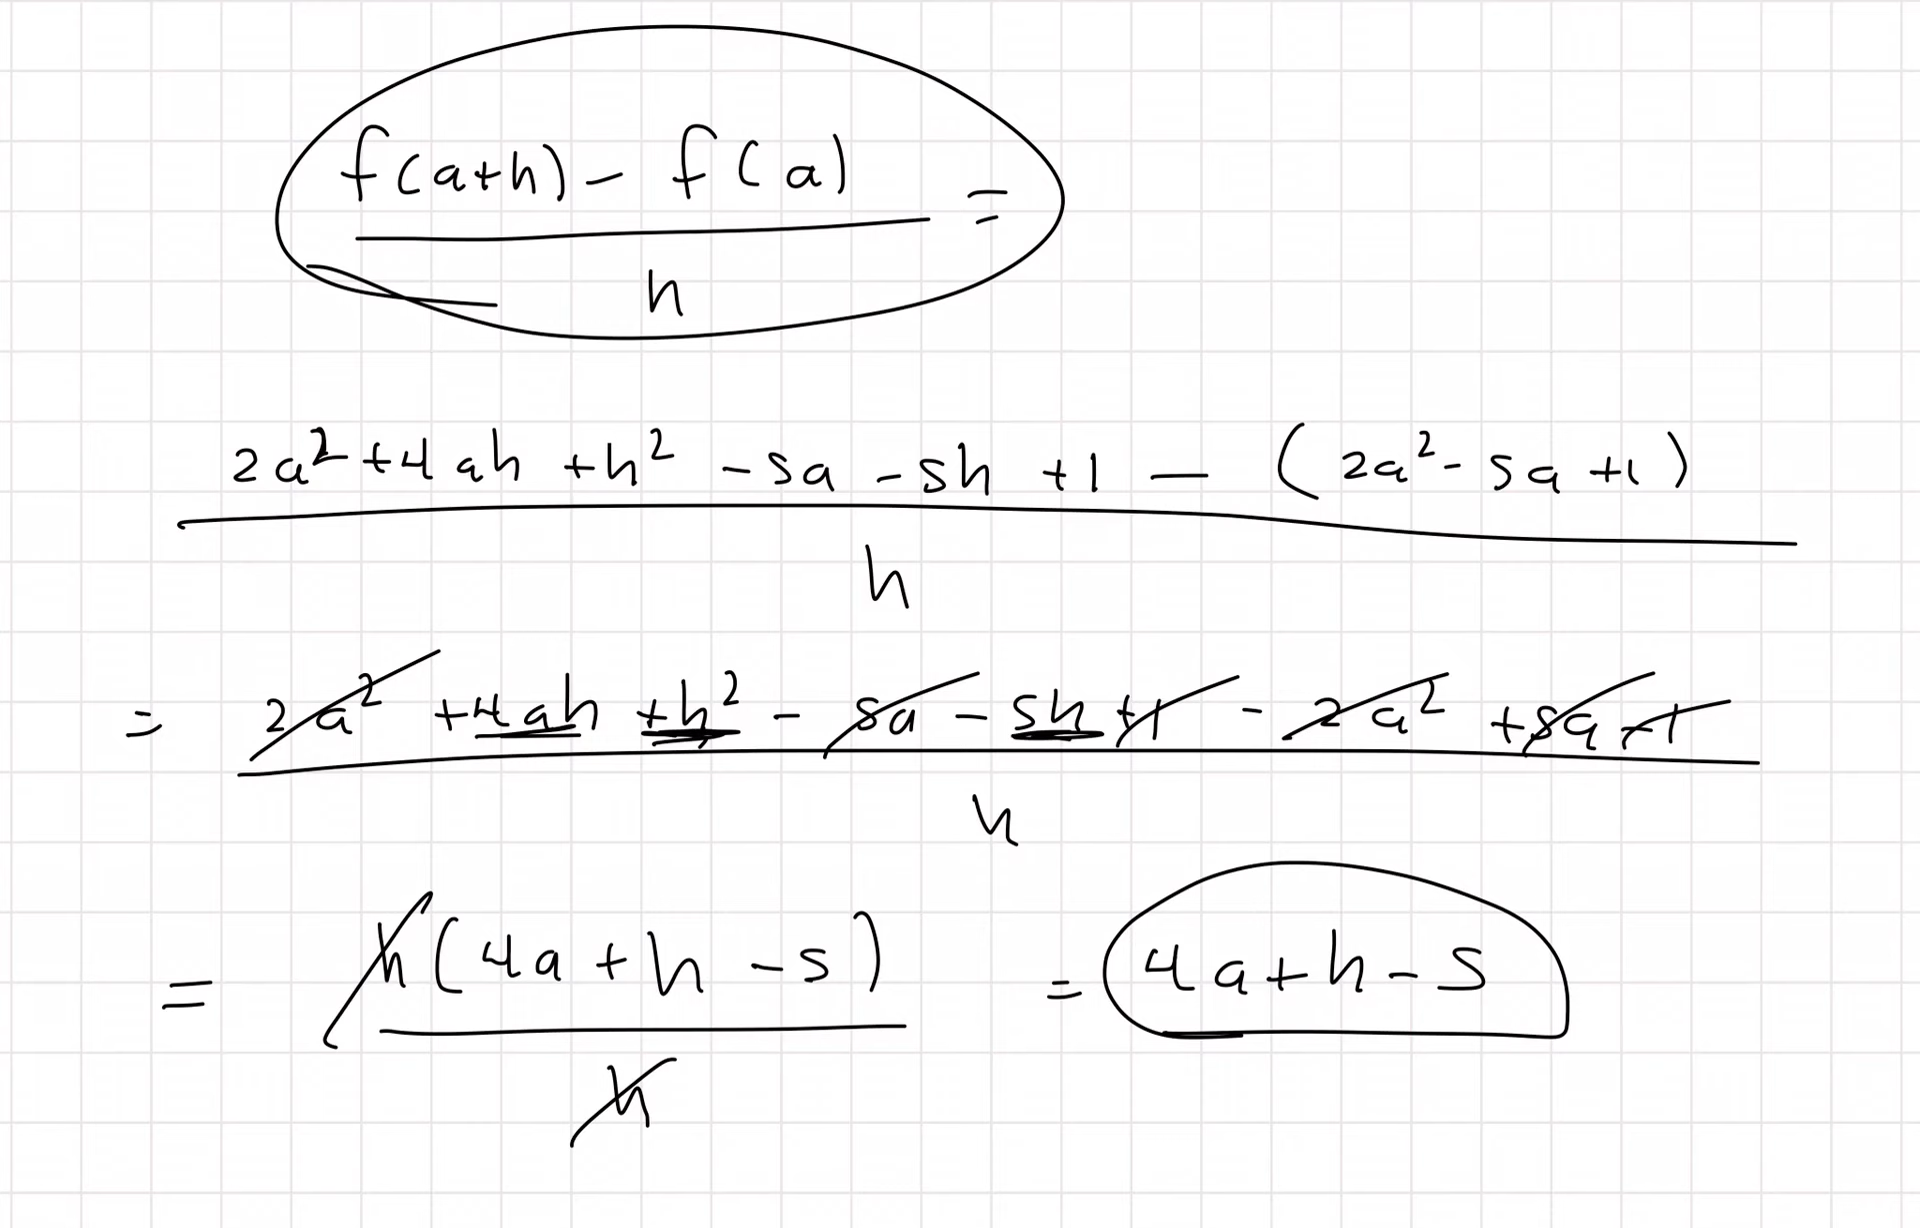 f(a+h) - f(a) =
h
2a² + 4ah + h² - 5a - 5h + 1 - (2a² - 5a + 1)
h
= 2a² + 4ah + h² - 5a - 5h + 1 - 2a² + 5a - 1
h
= h(4a + h - 5) = 4a + h - 5
h